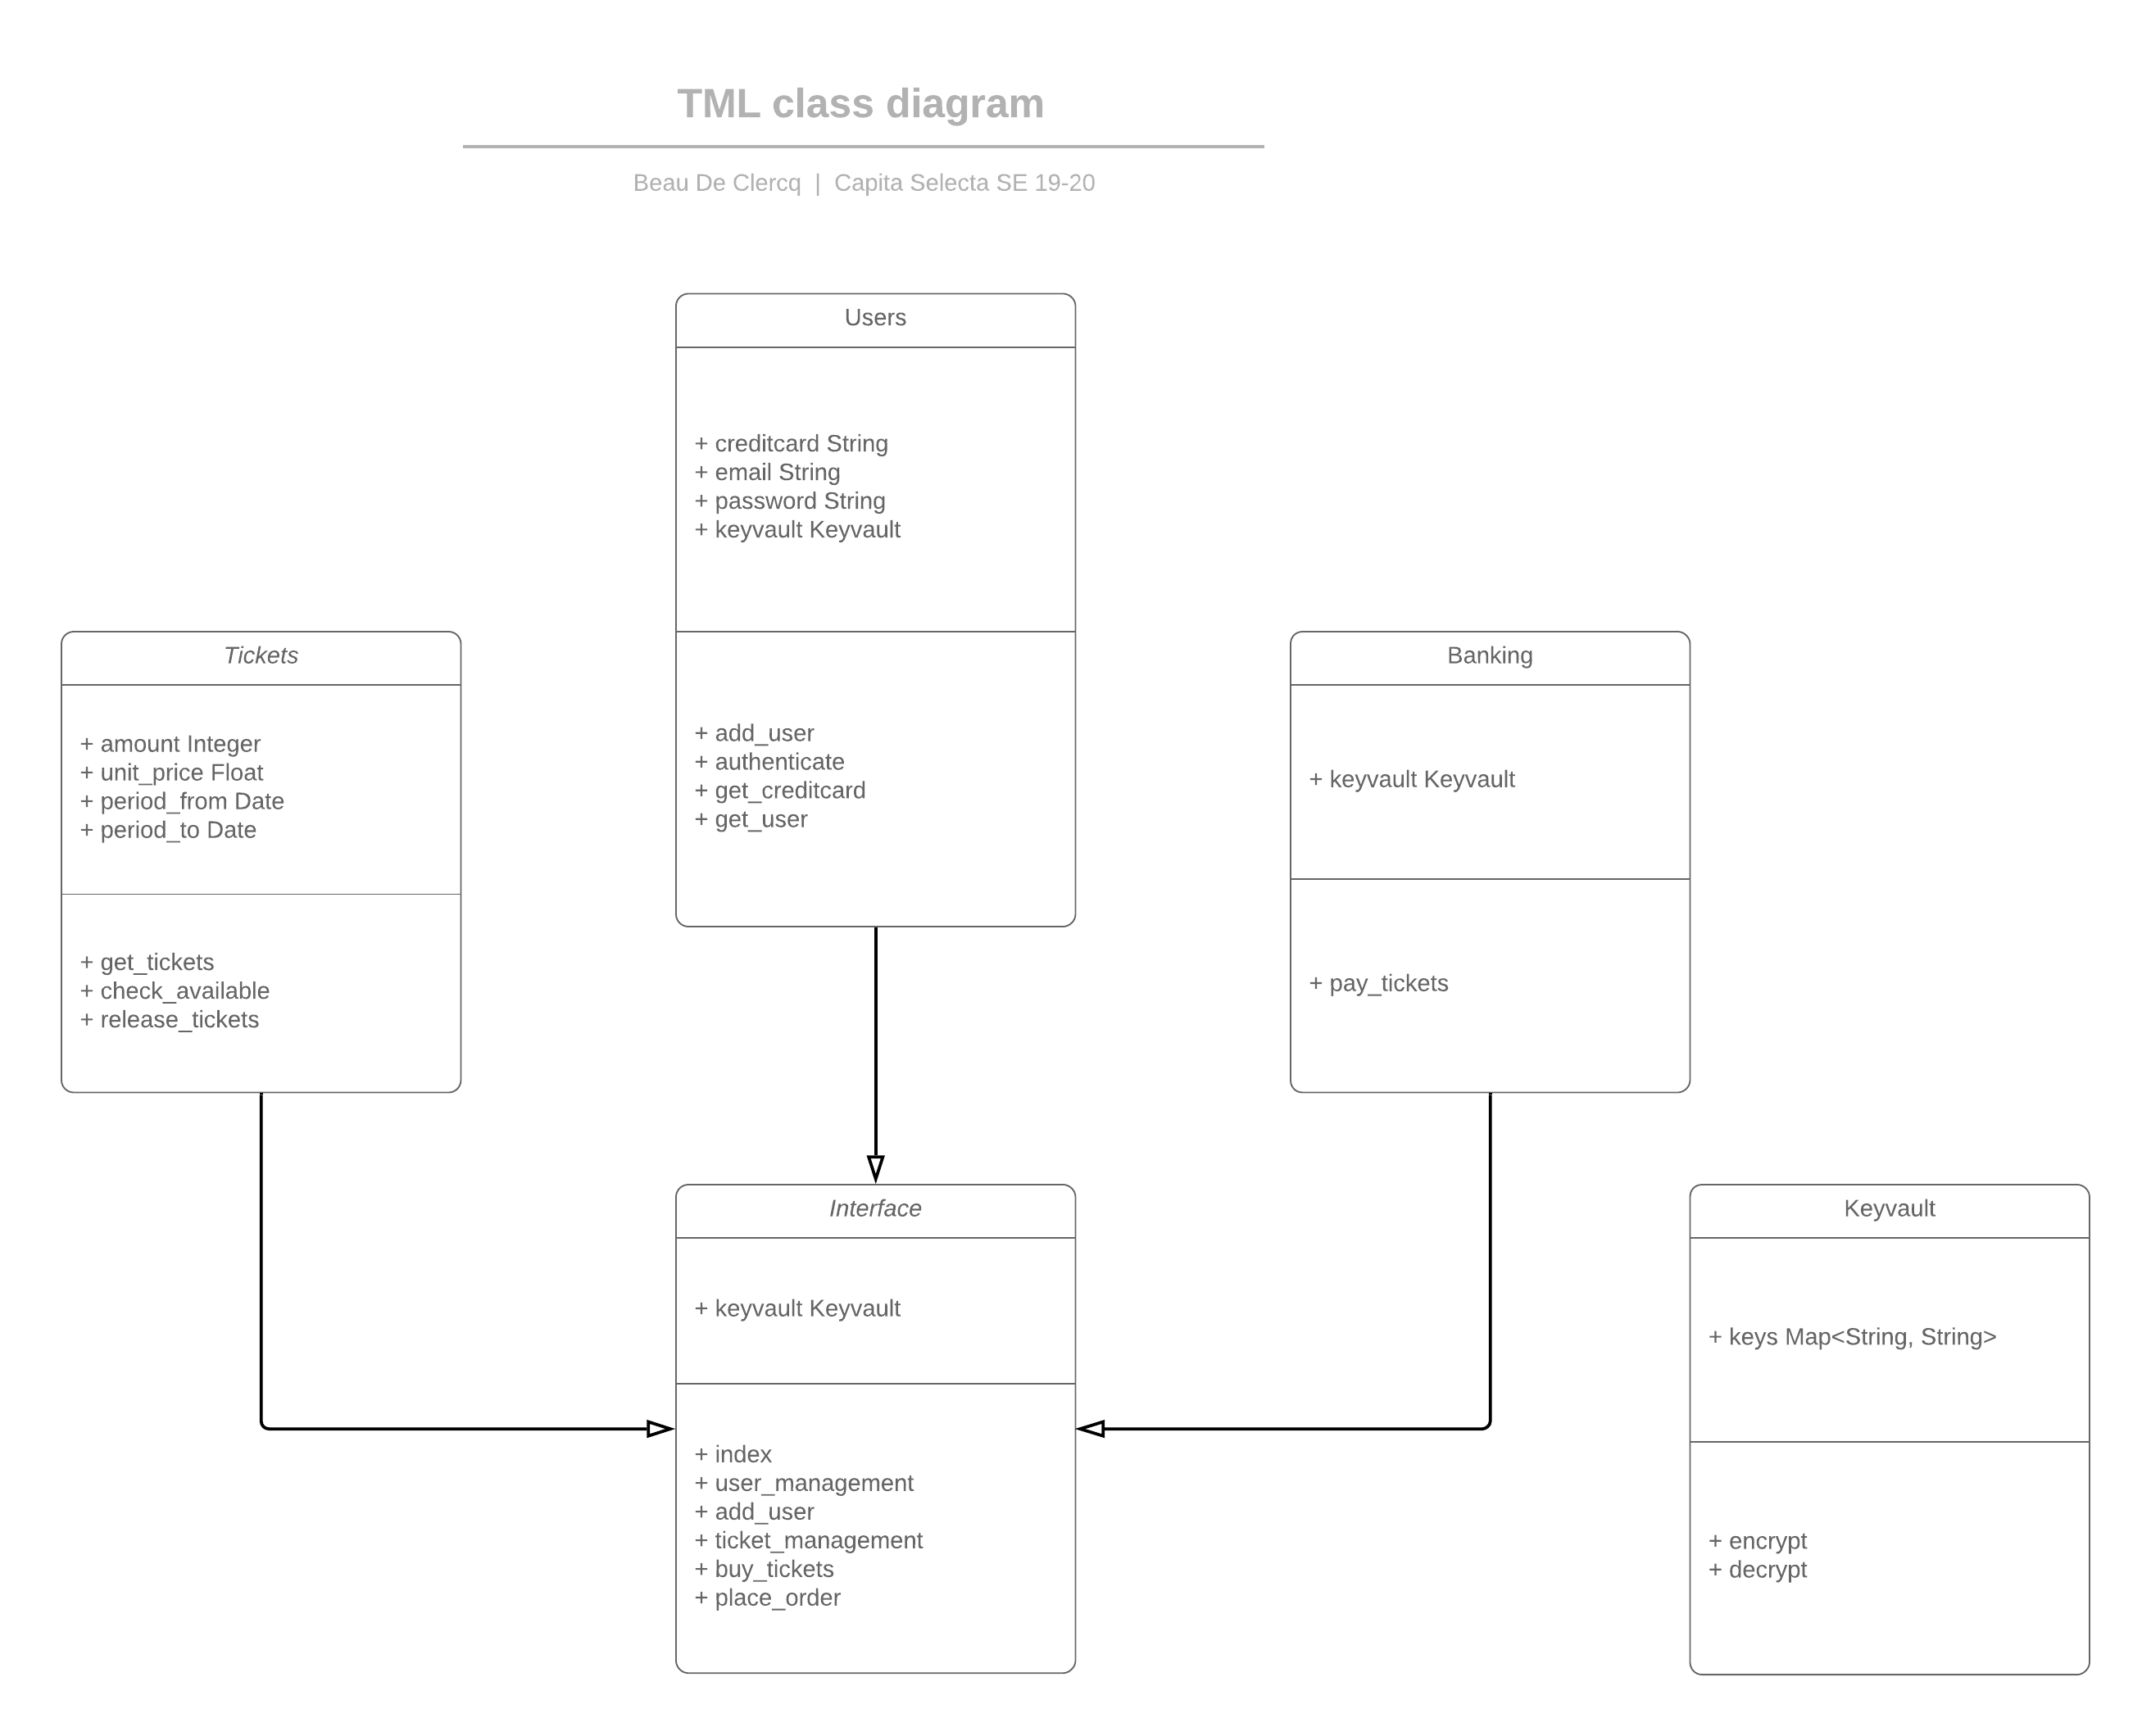 TML class diagram
Beau De Clercq | Capita Selecta SE 19-20
Users
+ creditcard String
+ email String
+ password String
+ keyvault Keyvault
+ add_user
+ authenticate
+ get_creditcard
+ get_user
Tickets
+ amount Integer
+ unit_price Float
+ period_from Date
+ period_to Date
+ get_tickets
+ check_available
+ release_tickets
Banking
+ keyvault Keyvault
+ pay_tickets
Interface
+ keyvault Keyvault
+ index
+ user_management
+ add_user
+ ticket_management
+ buy_tickets
+ place_order
Keyvault
+ keys Map<String, String>
+ encrypt
+ decrypt